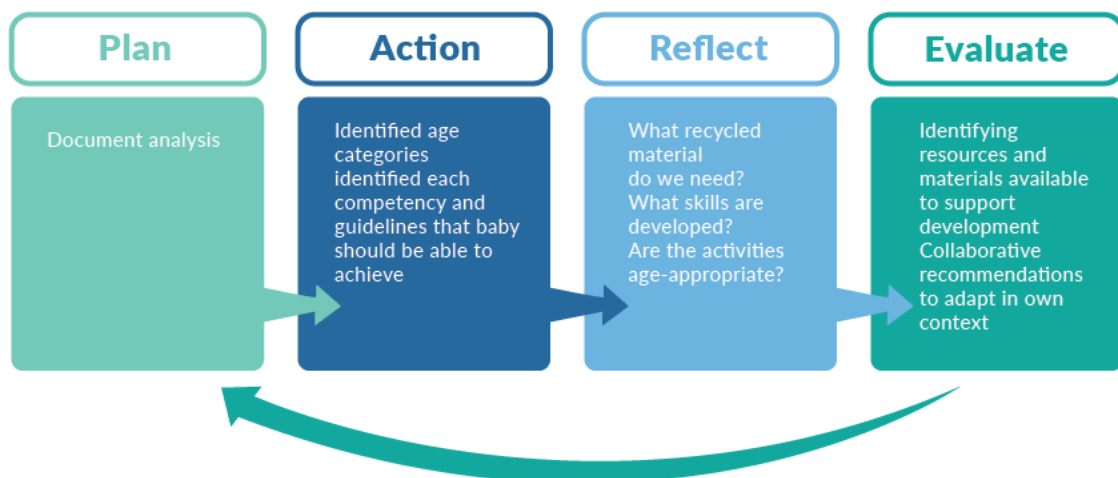 Plan
Document analysis
Action
Identified age
categories
identified each
competency and
guidelines that baby
should be able to
achieve
Reflect
What recycled
material
do we need?
What skills are
developed?
Are the activities
age-appropriate?
Evaluate
Identifying
resources and
materials available
to support
development
Collaborative
recommendations
to adapt in own
context